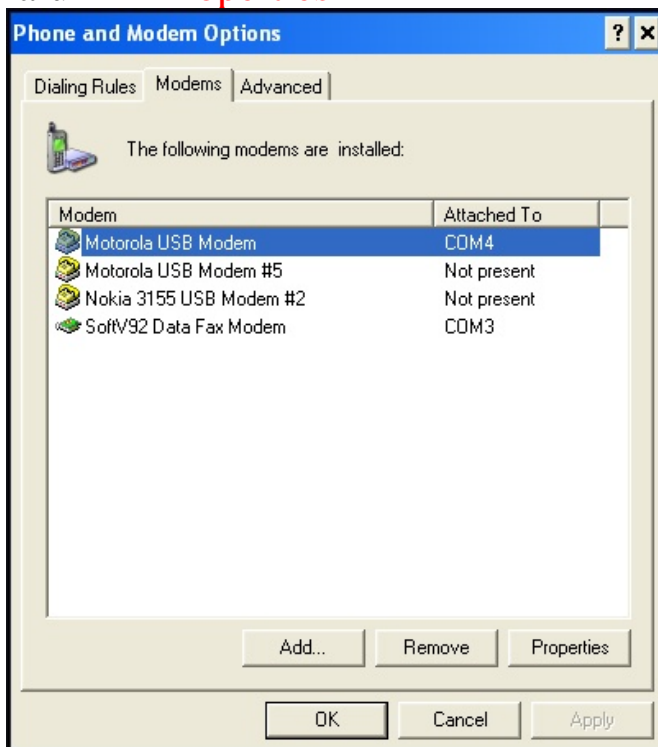 Phone and Modem Options
Dialing Rules Modems Advanced
The following modems are installed:
Modem Attached To
Motorola USB Modem COM4
Motorola USB Modem #5 Not present
Nokia 3155 USB Modem #2 Not present
SoftV92 Data Fax Modem COM3
Add... Remove Properties
OK Cancel Apply